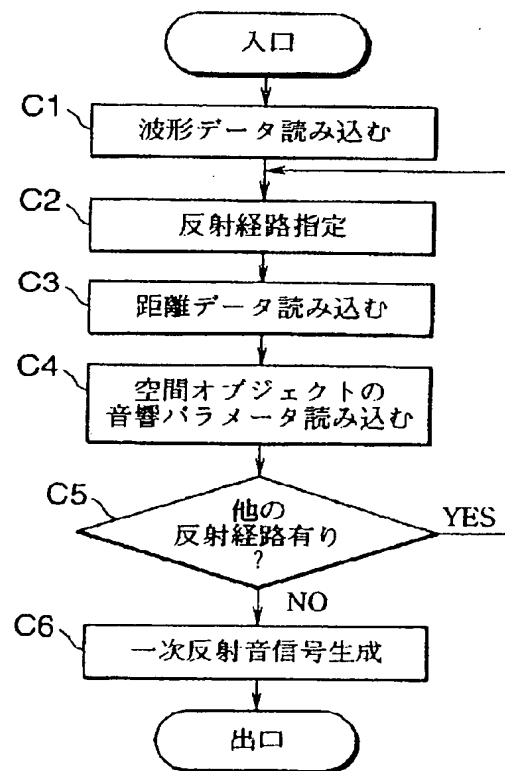 入口
C1
波形データ読み込む
C2
反射経路指定
C3
距離データ読み込む
C4
空間オブジェクトの
音響パラメータ読み込む
C5
他の
反射経路有り
?
YES
NO
C6
一次反射音信号生成
出口